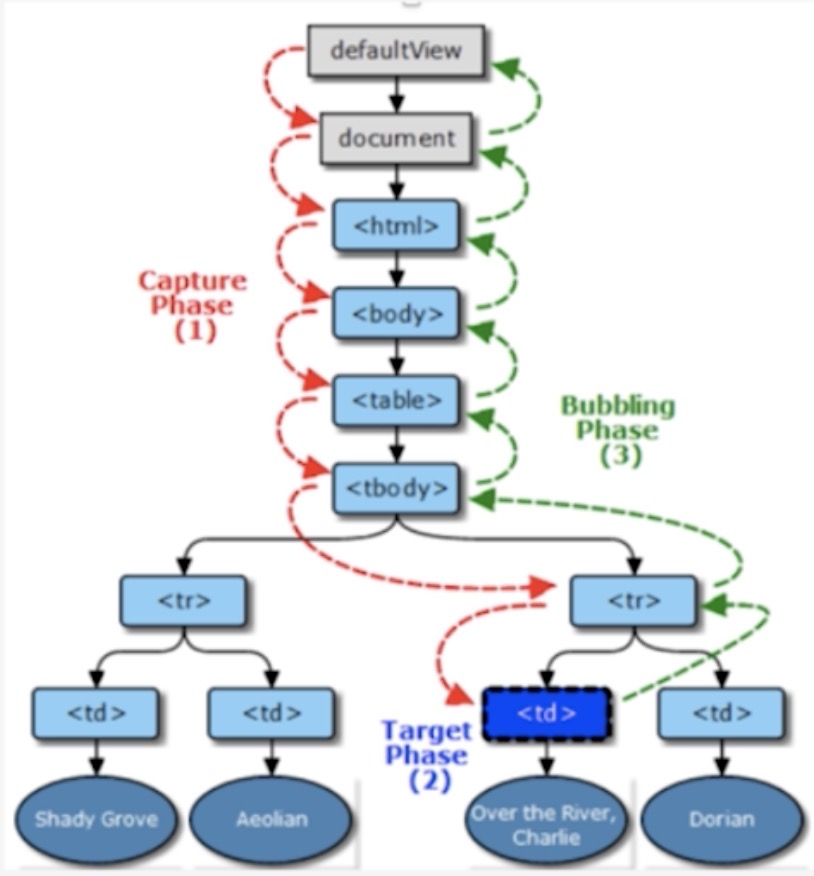 defaultView
document
<html>
Capture
Phase
(1)
<body>
<table>
Bubbling
Phase
(3)
<tbody>
<tr>
<tr>
<td>
<td>
<td>
<td>
Target
Phase
(2)
Shady Grove
Aeolian
Over the River,
Charlie
Dorian